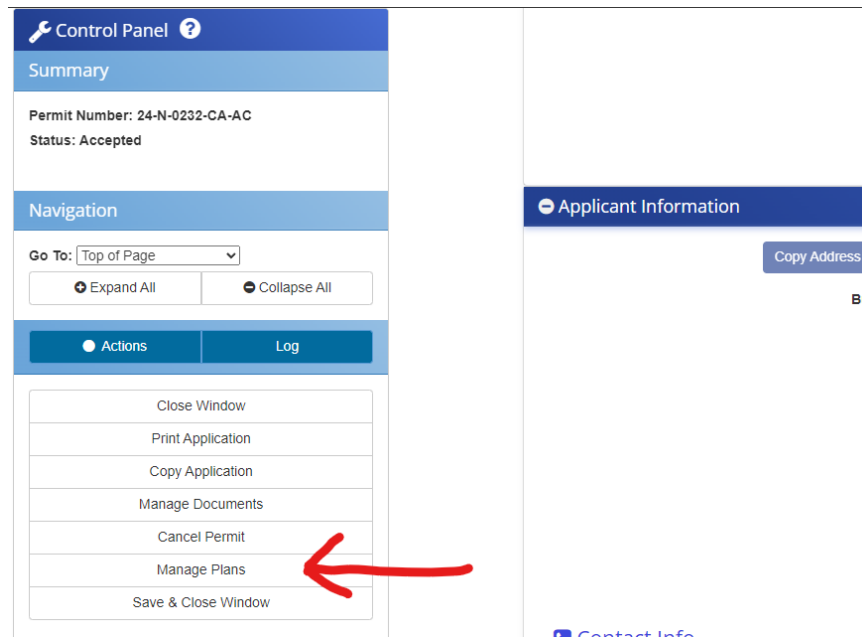 Control Panel ?
Summary
Permit Number: 24-N-0232-CA-AC
Status: Accepted
Navigation
Go To: Top of Page
Expand All
Collapse All
Actions
Log
Close Window
Print Application
Copy Application
Manage Documents
Cancel Permit
Manage Plans
Save & Close Window
Applicant Information
Copy Address
B
Contact Info